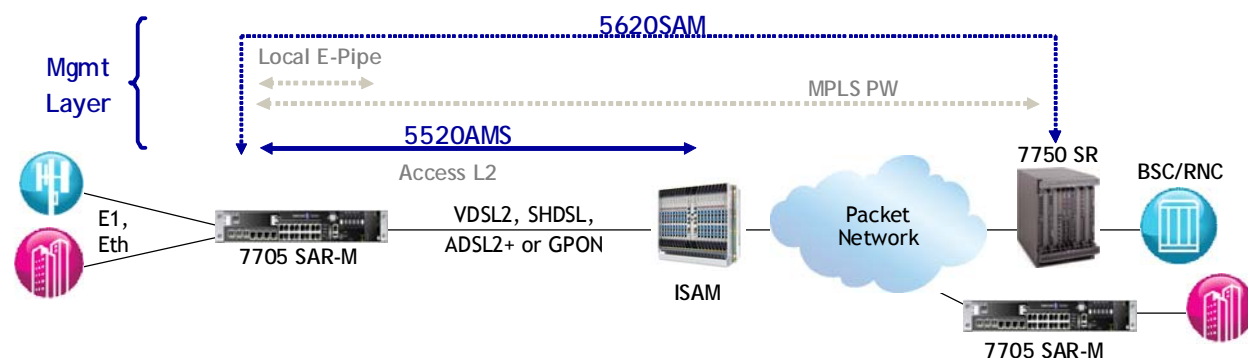 5620SAM
Local E-Pipe
Mgmt
Layer
MPLS PW
5520AMS
7750 SR
Access L2
BSC/RNC
E1,
Eth
VDSL2, SHDSL,
ADSL2+ or GPON
Packet
Network
7705 SAR-M
ISAM
7705 SAR-M